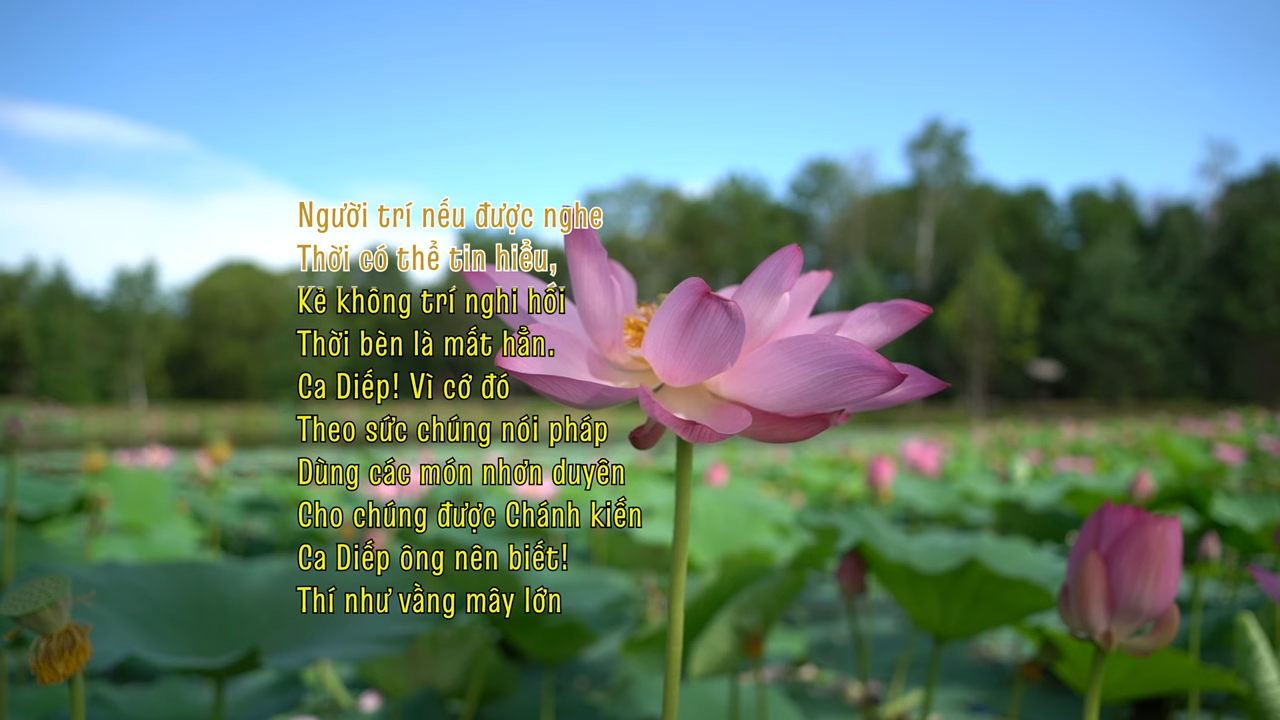 Người trí nếu được nghe
Thời có thể tin hiểu,
Kẻ không trí nghi hối
Thời bèn là mất hẳn.
Ca Diếp! Vì cớ đó
Theo sức chúng nói pháp
Dùng các món nhơn duyên
Cho chúng được Chánh kiến
Ca Diếp ông nên biết!
Thí như vầng mây lớn